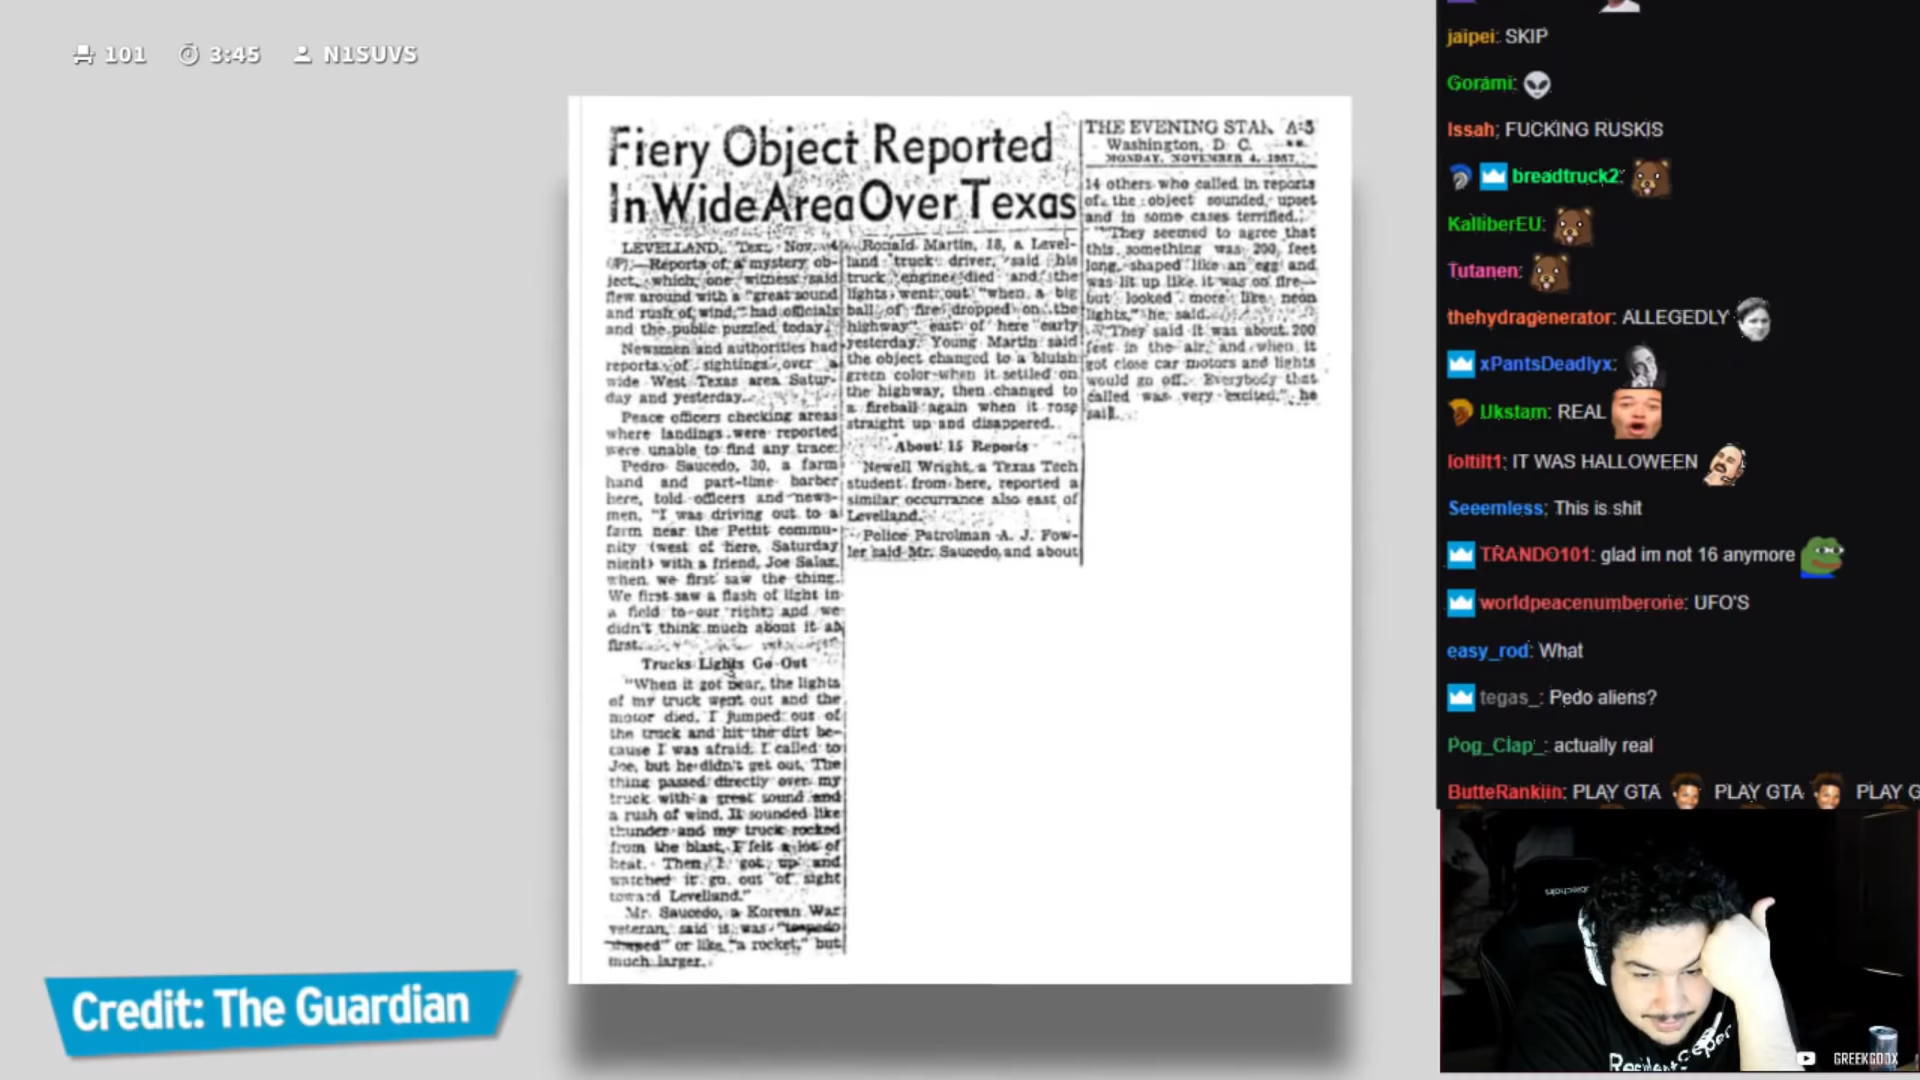 101 3:45 N1SUVS
Fiery Object Reported
In Wide Area Over Texas
LEVELLAND, Tex., Nov. 4
(P).—Reports of a mystery ob-
ject, which one witness said
flew around with a "great sound
and rush of wind," had officials
and the public puzzled today.
Newsmen and authorities had
reports of sightings over a
wide West Texas area Satur-
day and yesterday.
Peace officers checking areas
where landings were reported
were unable to find any trace.
Pedro Saucedo, 30, a farm
hand and part-time barber
here, told officers and news-
men, "I was driving out to a
farm near the Pettit commu-
nity (west of here, Saturday
night) with a friend, Joe Salaz,
when we first saw the thing.
We first saw a flash of light in
a field to our right, and we
didn't think much about it at
first.
Trucks Lights Go Out
"When it got near, the lights
of my truck went out and the
motor died. I jumped out of
the truck and hit the dirt be-
cause I was afraid. I called to
Joe, but he didn't get out. The
thing passed directly over my
truck with a great sound and
a rush of wind. It sounded like
thunder and my truck rocked
from the blast. I felt a lot of
heat. Then I got up and
watched it go out of sight
toward Levelland."
Mr. Saucedo, a Korean War
veteran, said it was "torpedo
shaped" or like "a rocket," but
much larger.
Ronald Martin, 18, a Level-
land truck driver, said his
truck engine died and the
lights went out "when a big
ball of fire dropped on the
highway" east of here early
yesterday. Young Martin said
the object changed to a bluish
green color when it settled on
the highway, then changed to
a fireball again when it rose
straight up and disappeared.
About 15 Reports
Newell Wright, a Texas Tech
student from here, reported a
similar occurrance also east of
Levelland.
Police Patrolman A. J. Fow-
ler said Mr. Saucedo and about
THE EVENING STAR A-5
Washington, D. C.
MONDAY, NOVEMBER 4, 1957
14 others who called in reports
of the object sounded upset
and in some cases terrified.
"They seemed to agree that
this something was 200 feet
long, shaped like an egg and
was lit up like it was on fire—
but looked more like neon
lights," he said.
"They said it was about 200
feet in the air, and when it
got close car motors and lights
would go off. Everybody that
called was very excited," he
said.
Credit: The Guardian
jaipei: SKIP
Gorami:
Issah: FUCKING RUSKIS
breadtruck2:
KalliberEU:
Tutanen:
thehydragenerator: ALLEGEDLY
xPantsDeadlyx:
Ukstam: REAL
loltilt1: IT WAS HALLOWEEN
Seeemless: This is shit
TRANDO101: glad im not 16 anymore
worldpeacenumberone: UFO'S
easy_rod: What
tegas_: Pedo aliens?
Pog_Clap_: actually real
ButteRankiin: PLAY GTA PLAY GTA PLAY G
GREEKGODX